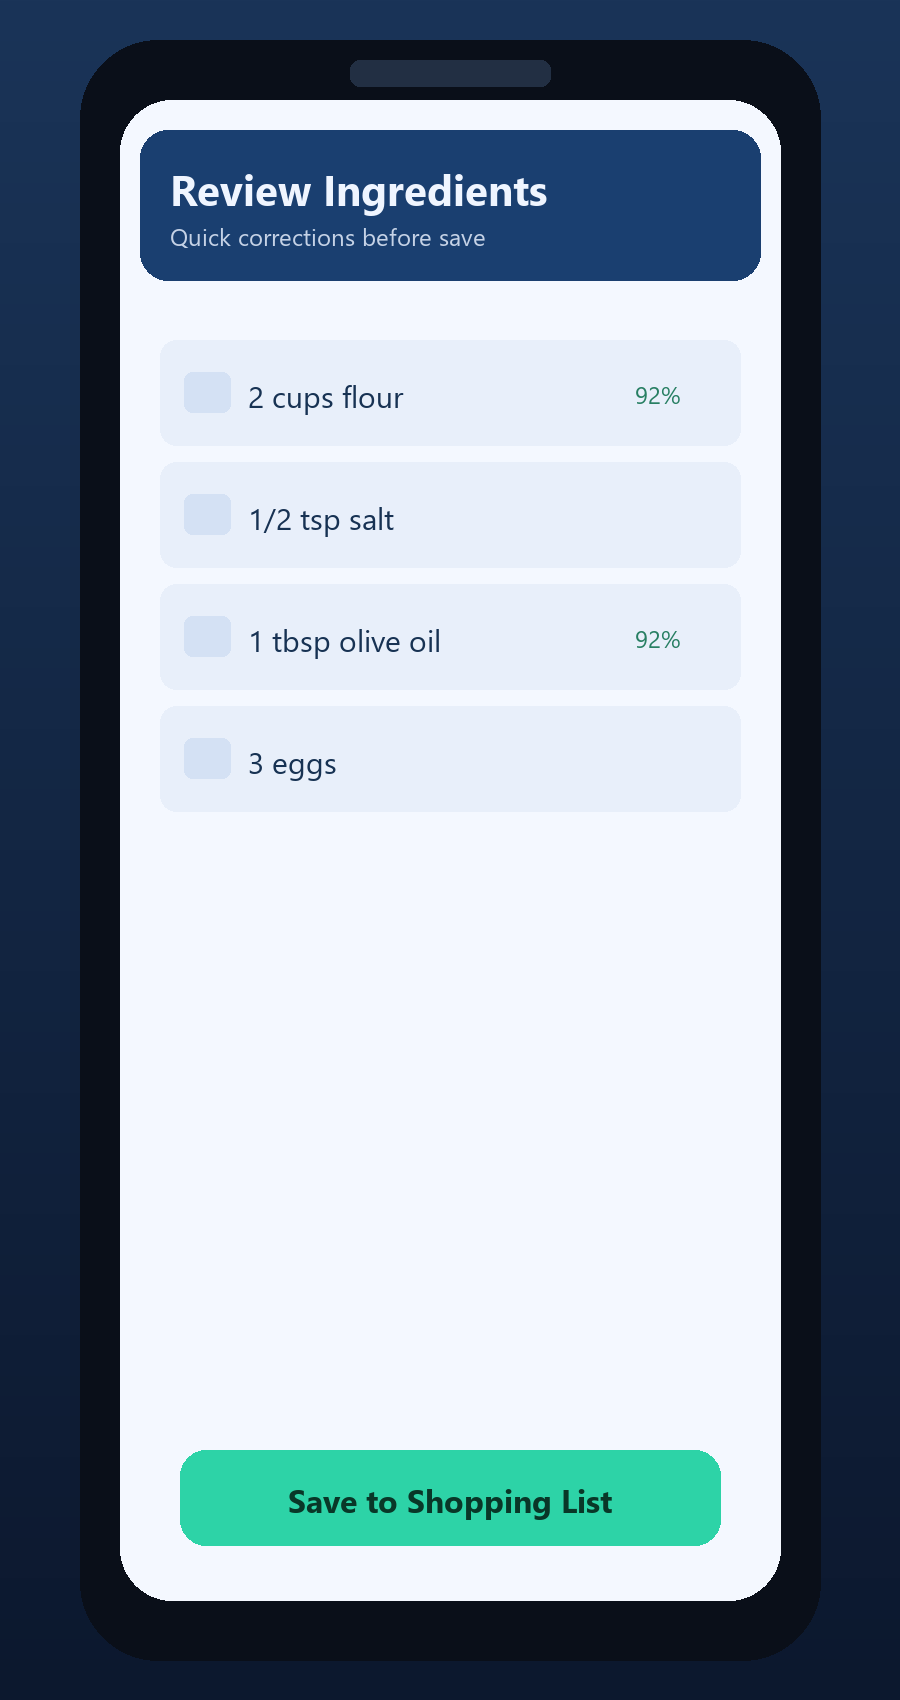 Review Ingredients
Quick corrections before save
2 cups flour 92%
1/2 tsp salt
1 tbsp olive oil 92%
3 eggs
Save to Shopping List